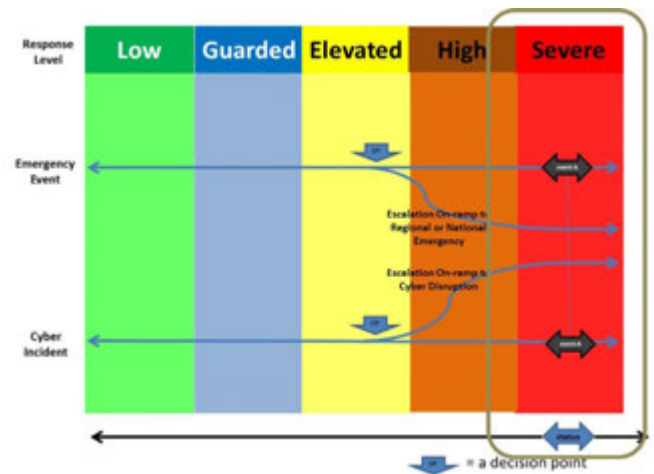 Response
Level
Low
Guarded
Elevated
High
Severe
Emergency
Event
Escalation On-ramp to
Regional or National
Emergency
Escalation On-ramp to
Cyber Disruption
Cyber
Incident
status
= a decision point